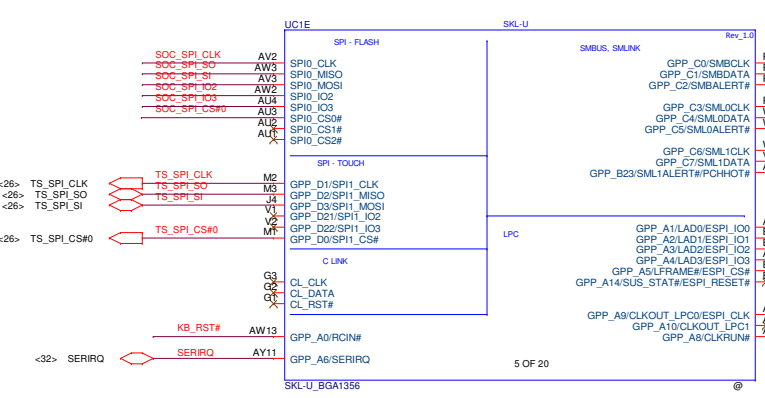 UC1E SKL-U
Rev_1.0
SPI - FLASH SMBUS, SMLINK
SOC_SPI_CLK AV2 SPI0_CLK GPP_C0/SMBCLK
SOC_SPI_SO AW3 SPI0_MISO GPP_C1/SMBDATA
SOC_SPI_SI AV3 SPI0_MOSI GPP_C2/SMBALERT#
SOC_SPI_IO2 AW2 SPI0_IO2
SOC_SPI_IO3 AU4 SPI0_IO3 GPP_C3/SML0CLK
SOC_SPI_CS#0 AU3 SPI0_CS0# GPP_C4/SML0DATA
AU2 SPI0_CS1# GPP_C5/SML0ALERT#
AU1 SPI0_CS2#
GPP_C6/SML1CLK
SPI - TOUCH GPP_C7/SML1DATA
GPP_B23/SML1ALERT#/PCHHOT#
<26> TS_SPI_CLK TS_SPI_CLK M2 GPP_D1/SPI1_CLK
<26> TS_SPI_SO TS_SPI_SO M3 GPP_D2/SPI1_MISO
<26> TS_SPI_SI TS_SPI_SI J4 GPP_D3/SPI1_MOSI
V1 GPP_D21/SPI1_IO2
V2 GPP_D22/SPI1_IO3 GPP_A1/LAD0/ESPI_IO0
<26> TS_SPI_CS#0 TS_SPI_CS#0 M1 GPP_D0/SPI1_CS# LPC GPP_A2/LAD1/ESPI_IO1
GPP_A3/LAD2/ESPI_IO2
C LINK GPP_A4/LAD3/ESPI_IO3
GPP_A5/LFRAME#/ESPI_CS#
G3 CL_CLK GPP_A14/SUS_STAT#/ESPI_RESET#
G2 CL_DATA
G1 CL_RST#
GPP_A9/CLKOUT_LPC0/ESPI_CLK
GPP_A10/CLKOUT_LPC1
KB_RST# AW13 GPP_A0/RCIN# GPP_A8/CLKRUN#
<32> SERIRQ SERIRQ AY11 GPP_A6/SERIRQ
5 OF 20
SKL-U_BGA1356 @